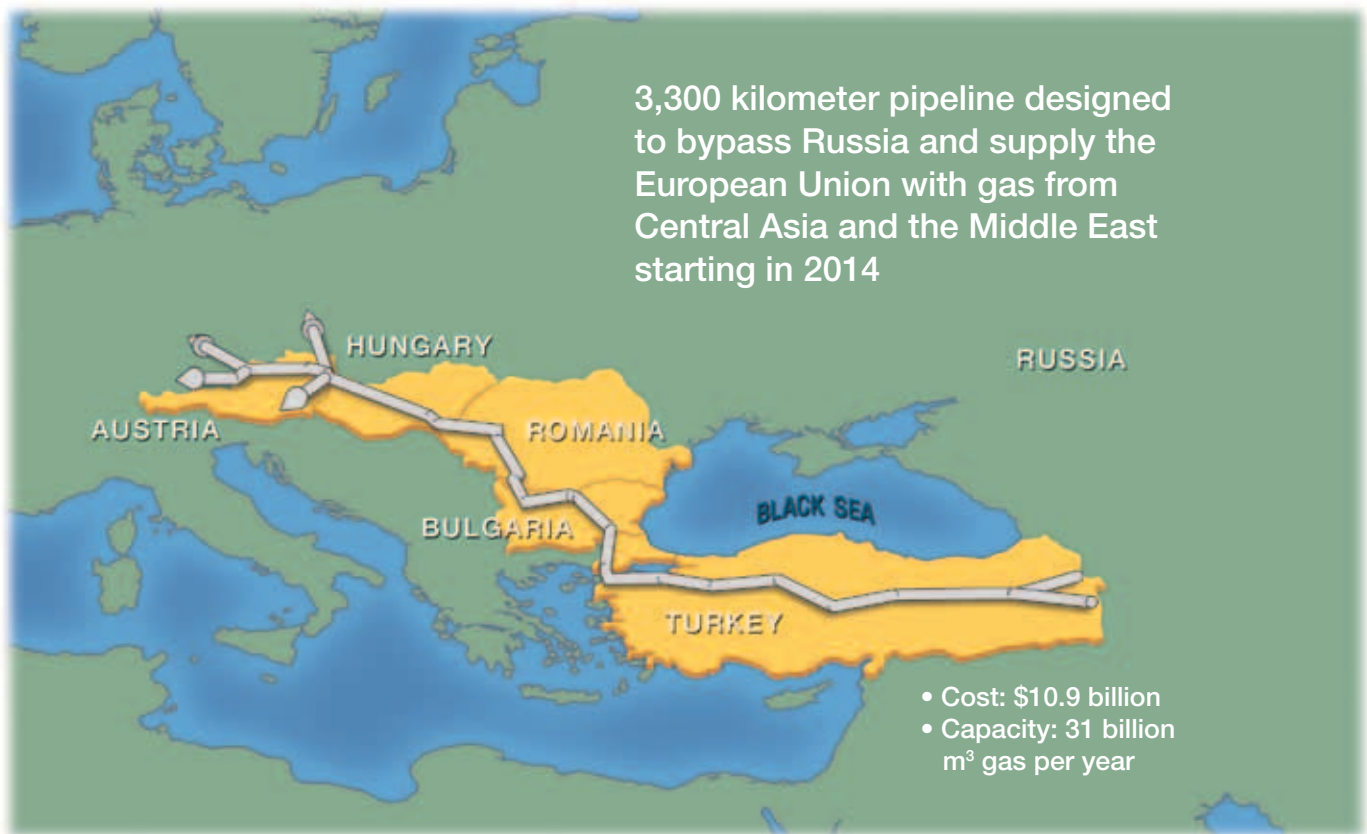 3,300 kilometer pipeline designed
to bypass Russia and supply the
European Union with gas from
Central Asia and the Middle East
starting in 2014
HUNGARY
RUSSIA
AUSTRIA
ROMANIA
BLACK SEA
BULGARIA
TURKEY
• Cost: $10.9 billion
• Capacity: 31 billion
m³ gas per year